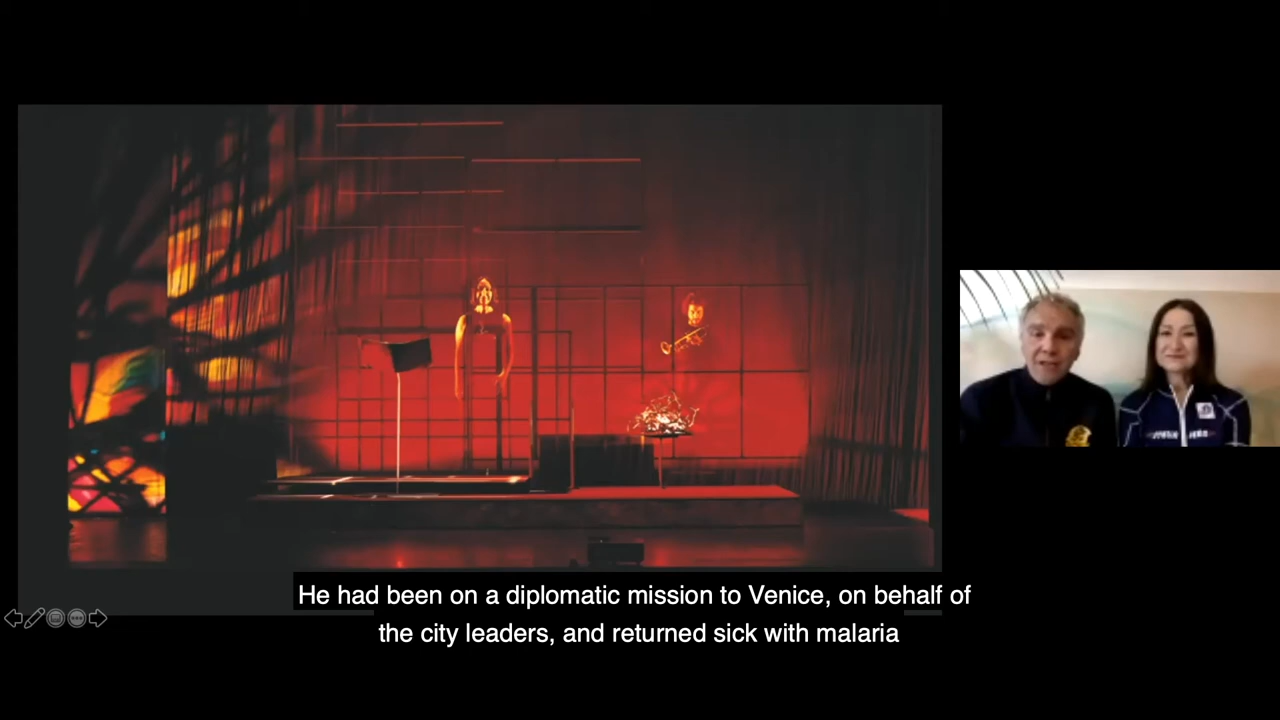 He had been on a diplomatic mission to Venice, on behalf of
the city leaders, and returned sick with malaria